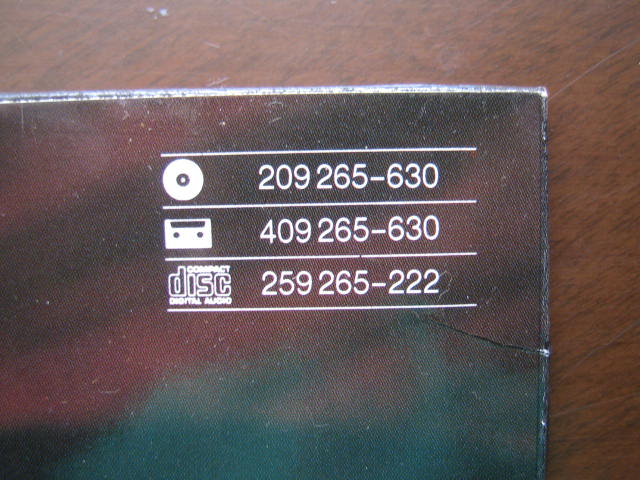 209 265-630
409 265-630
COMPACT
disc 259 265-222
DIGITAL AUDIO